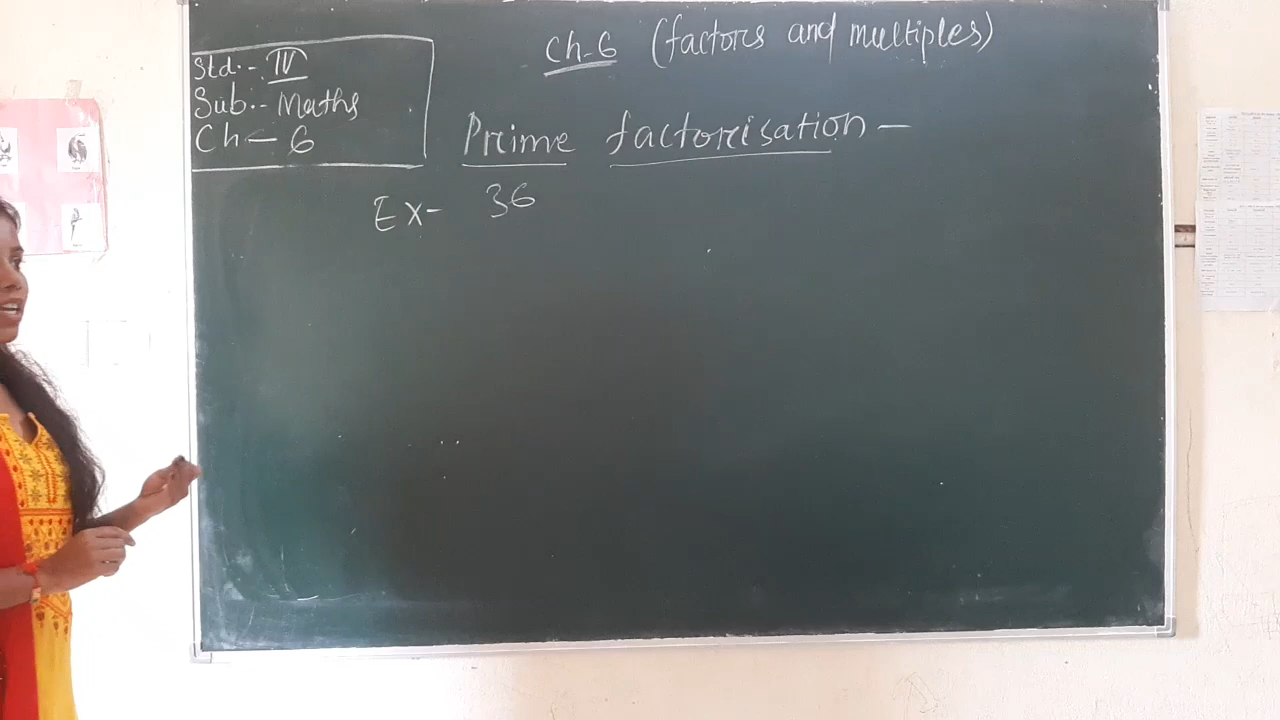 Std.- IV
Sub.- Maths
Ch - 6
Ch-6 (factors and multiples)
Prime factorisation -
Ex- 36